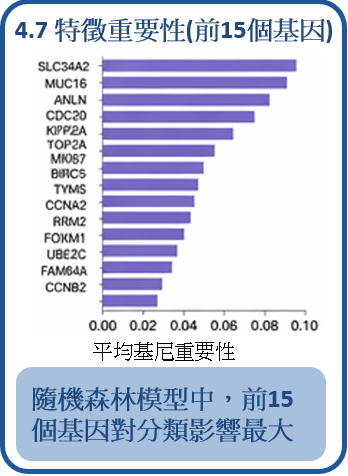 4.7 特徵重要性(前15個基因)
SLC34A2
MUC16
ANLN
CDC20
KIPP2A
TOP2A
MI067
BIRC5
TYMS
CCNA2
RRM2
FOXM1
UBE2C
FAM64A
CCNB2
0.00 0.02 0.04 0.06 0.08 0.10
平均基尼重要性
隨機森林模型中，前15
個基因對分類影響最大